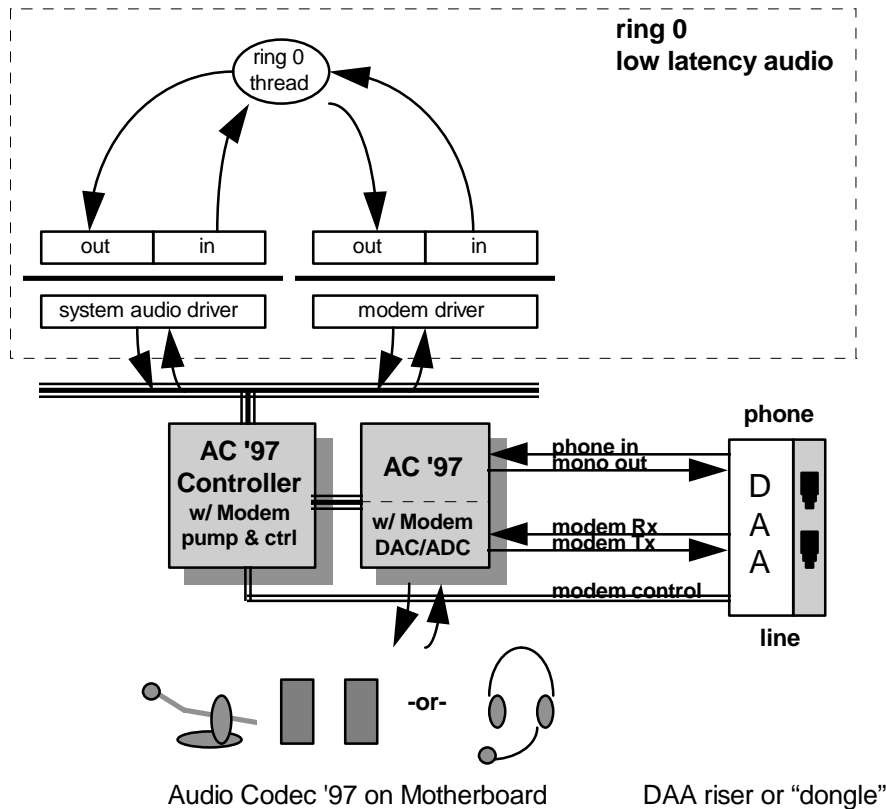 ring 0
low latency audio
ring 0
thread
out
in
out
in
system audio driver
modem driver
phone
AC '97
Controller
w/ Modem
pump & ctrl
AC '97
w/ Modem
DAC/ADC
phone in
mono out
modem Rx
modem Tx
modem control
D
A
A
line
-or-
Audio Codec '97 on Motherboard
DAA riser or “dongle”